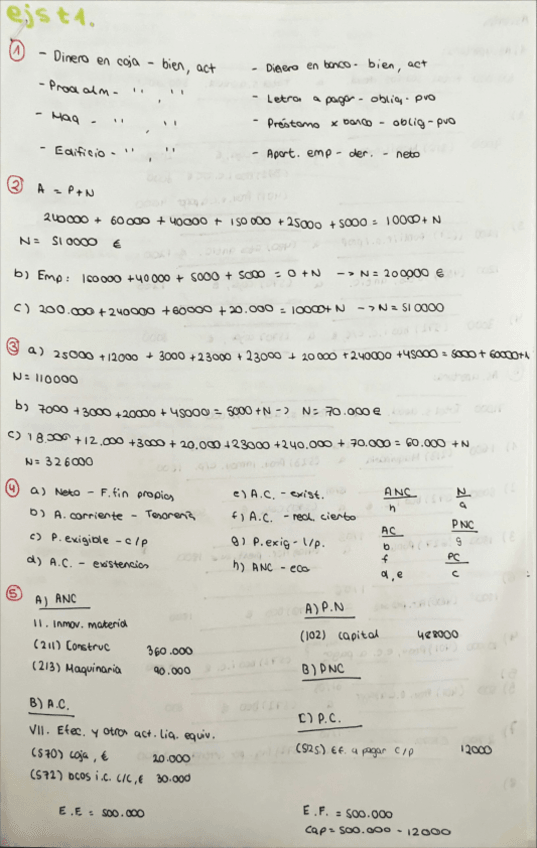 ejs t1.
① - Dinero en caja - bien, act
- Prod alm - '' , ''
- Maq - '' , ''
- Edificio - '' , ''
- Dinero en banco - bien, act
- Letras a pagar - oblig - pvo
- Préstamo x banco - oblig - pvo
- Aport. emp - der. - neto
② A = P+N
240000 + 60000 + 40000 + 150000 + 25000 + 5000 = 10000 + N
N = 510000 €
b) Emp: 160000 + 40000 + 5000 + 5000 = 0 + N -> N = 200000 €
c) 200.000 + 240000 + 60000 + 20.000 = 10000 + N -> N = 510000
③ a) 25000 + 12000 + 3000 + 23000 + 23000 + 20000 + 240000 + 45000 = 5000 + 60000 + N
N = 110000
b) 7000 + 3000 + 20000 + 45000 = 5000 + N -> N = 70.000 €
c) 18.000 + 12.000 + 3000 + 20.000 + 23000 + 240.000 + 70.000 = 60.000 + N
N = 326000
④ a) Neto - F. fin propios
b) A. corriente - Tesorería
c) P. exigible - c/p
d) A.C. - existencias
e) A.C. - exist.
f) A.C. - real. cierto
g) P. exig - l/p.
h) ANC - eco
ANC
h
AC
b
f
d, e
N
a
PNC
g
PC
c
⑤ A) ANC
II. Inmov. material
(211) Construc 360.000
(213) Maquinaria 90.000
B) A.C.
VII. Efec. y otros act. liq. equiv.
(570) caja, € 20.000
(572) bcos i.c. c/c, € 30.000
E.E = 500.000
A) P.N
(102) capital 488000
B) PNC
C) P.C.
(525) Ef. a pagar c/p 12000
E.F. = 500.000
Cap = 500.000 - 12000